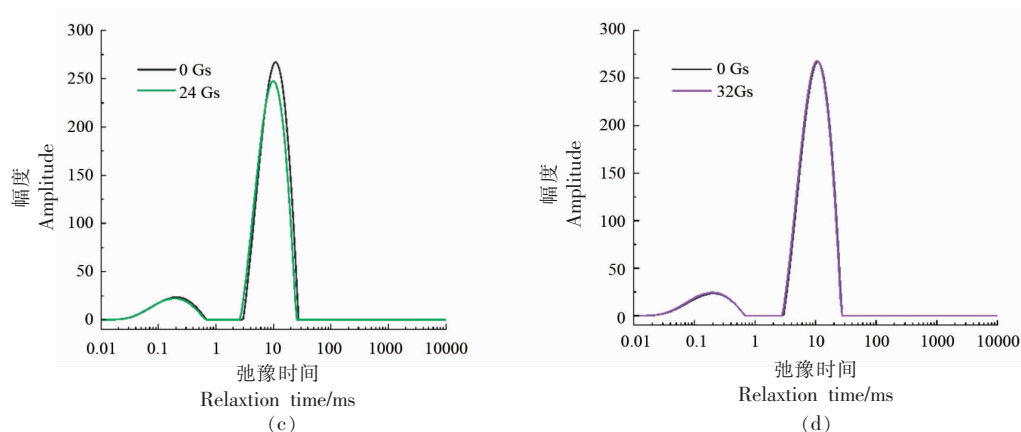 300
250
200
150
100
50
0
0 Gs
24 Gs
幅度
Amplitude
0.01 0.1 1 10 100 1000 10000
弛豫时间
Relaxtion time/ms
(c)
300
250
200
150
100
50
0
0 Gs
32Gs
幅度
Amplitude
0.01 0.1 1 10 100 1000 10000
弛豫时间
Relaxtion time/ms
(d)